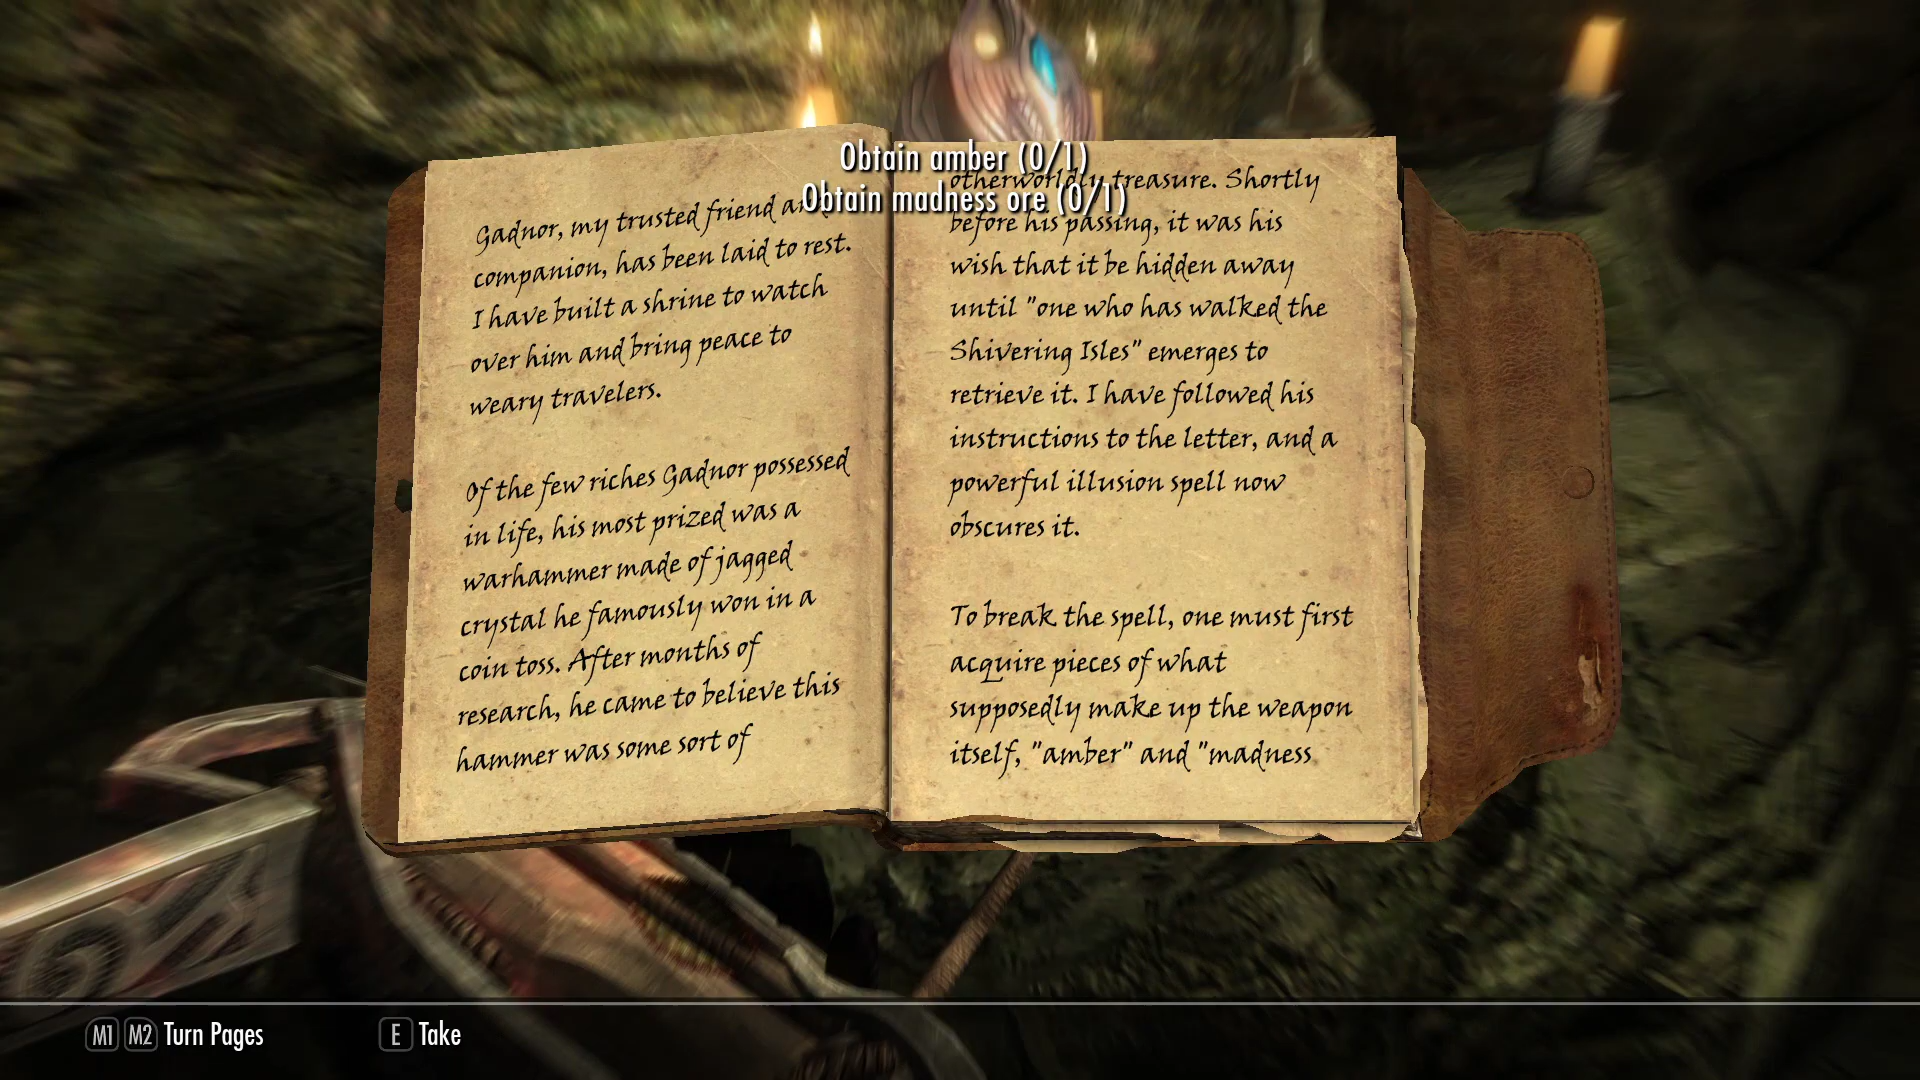 Obtain amber (0/1)
Obtain madness ore (0/1)
Gadnor, my trusted friend
companion, has been laid to rest.
I have built a shrine to watch
over him and bring peace to
weary travelers.
Of the few riches Gadnor possessed
in life, his most prized was a
warhammer made of jagged
crystal he famously won in a
coin toss. After months of
research, he came to believe this
hammer was some sort of
otherworldly treasure. Shortly
before his passing, it was his
wish that it be hidden away
until "one who has walked the
Shivering Isles" emerges to
retrieve it. I have followed his
instructions to the letter, and a
powerful illusion spell now
obscures it.
To break the spell, one must first
acquire pieces of what
supposedly make up the weapon
itself, "amber" and "madness
M1 M2 Turn Pages
E Take